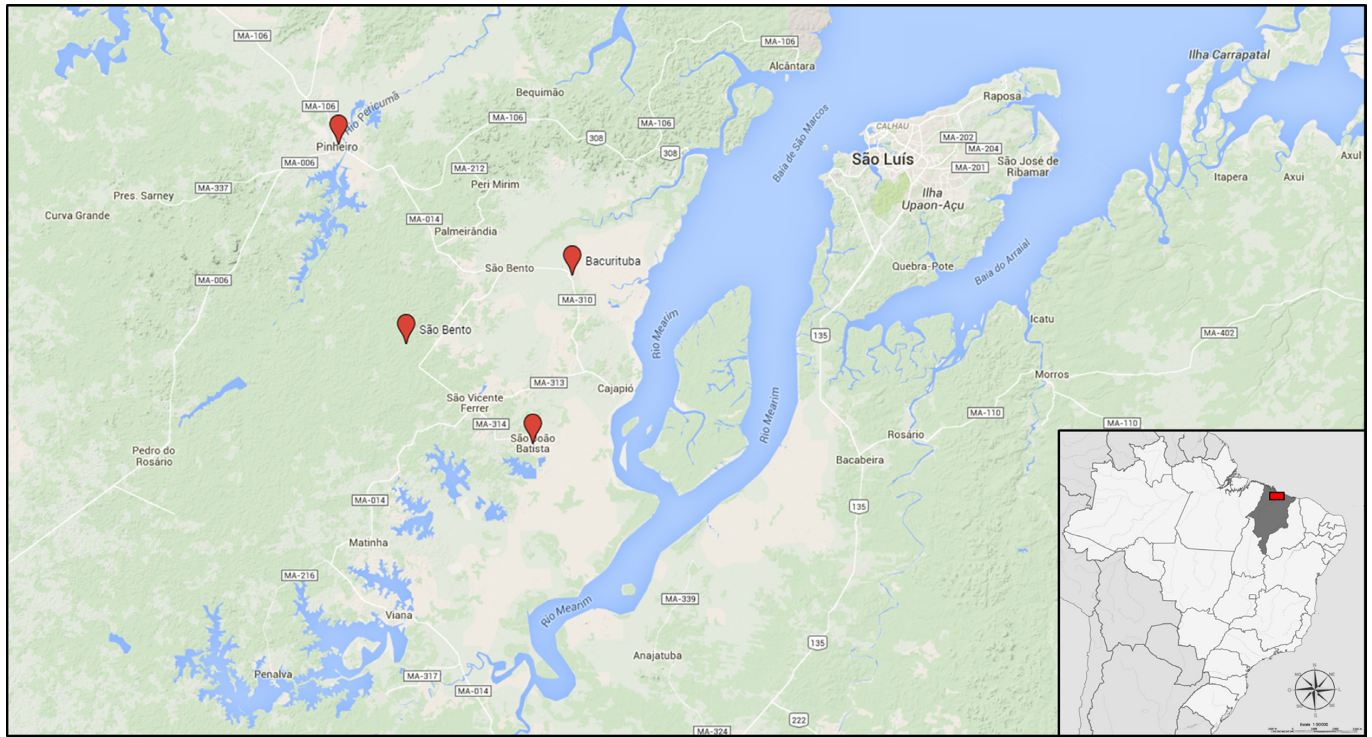 MA-106
MA-106
Alcântara
Ilha Carrapatal
Bequimão
Raposa
MA-106
Rio Pericumã
MA-106
MA-106
Baía de São Marcos
CALHAU
308
MA-202
MA-204
Pinheiro
308
São Luís
MA-201
São José de
Ribamar
Axul
MA-006
MA-212
Itapera
Axui
MA-337
Peri Mirim
Pres. Sarney
Ilha
Upaon-Açu
Curva Grande
MA-014
Palmeirândia
Bacurituba
São Bento
Quebra-Pote
Baia do Arraial
MA-006
MA-310
Icatu
São Bento
Rio Mearim
135
MA-402
Morros
MA-313
Cajapió
São Vicente
Ferrer
MA-314
Rio Mearim
MA-110
MA-110
São João
Batista
Rosário
Pedro do
Rosário
Bacabeira
MA-014
135
Matinha
MA-216
Rio Mearim
MA-339
Viana
135
Anajatuba
Penalva
MA-317
MA-014
222
MA-324
N
S